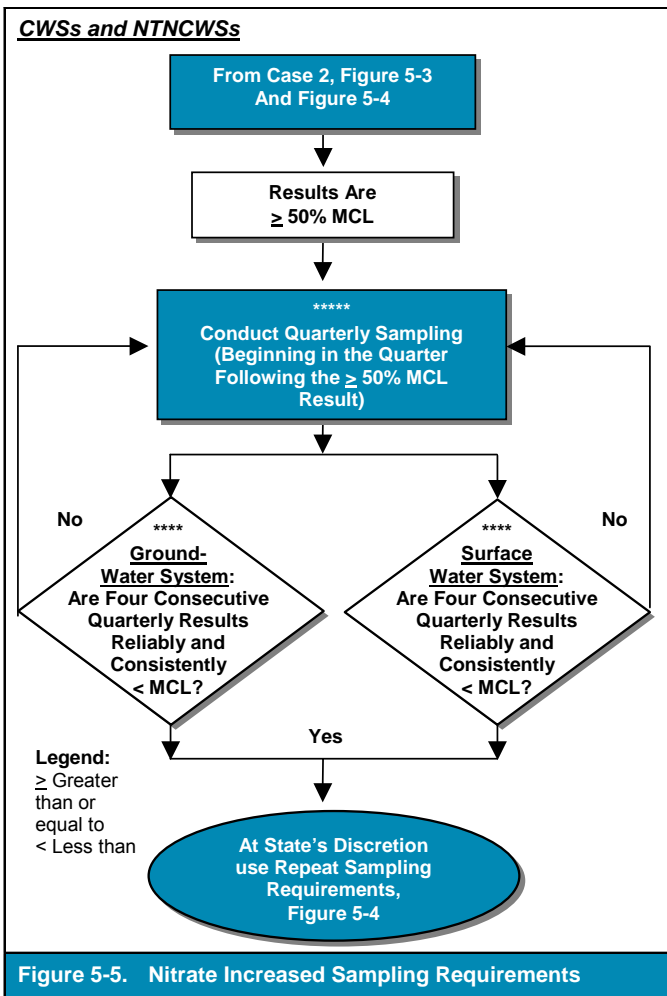 CWSs and NTNCWSs
From Case 2, Figure 5-3
And Figure 5-4
Results Are
≥ 50% MCL
*****
Conduct Quarterly Sampling
(Beginning in the Quarter
Following the ≥ 50% MCL
Result)
No
****
Ground-
Water System:
Are Four Consecutive
Quarterly Results
Reliably and
Consistently
< MCL?
****
Surface
Water System:
Are Four Consecutive
Quarterly Results
Reliably and
Consistently
< MCL?
No
Yes
Legend:
≥ Greater
than or
equal to
< Less than
At State's Discretion
use Repeat Sampling
Requirements,
Figure 5-4
Figure 5-5. Nitrate Increased Sampling Requirements